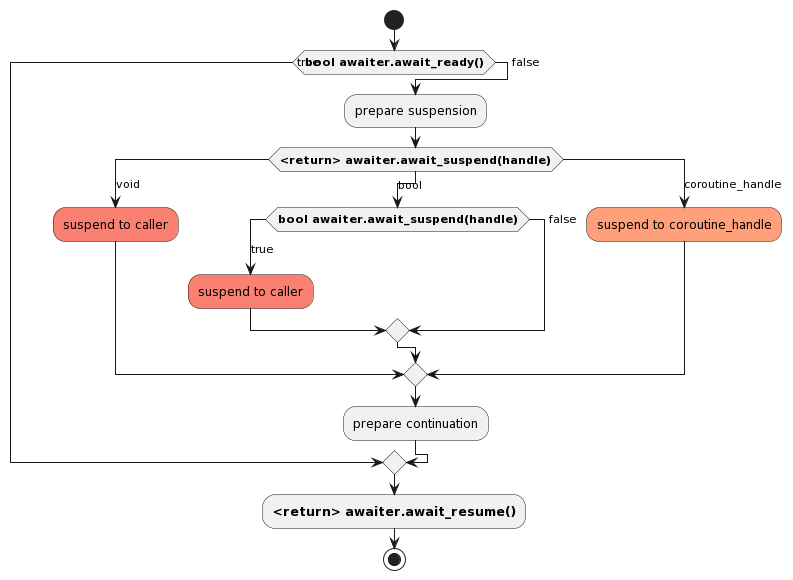 true
bool awaiter.await_ready()
false
prepare suspension
<return> awaiter.await_suspend(handle)
void
bool
coroutine_handle
suspend to caller
bool awaiter.await_suspend(handle)
false
suspend to coroutine_handle
true
suspend to caller
prepare continuation
<return> awaiter.await_resume()